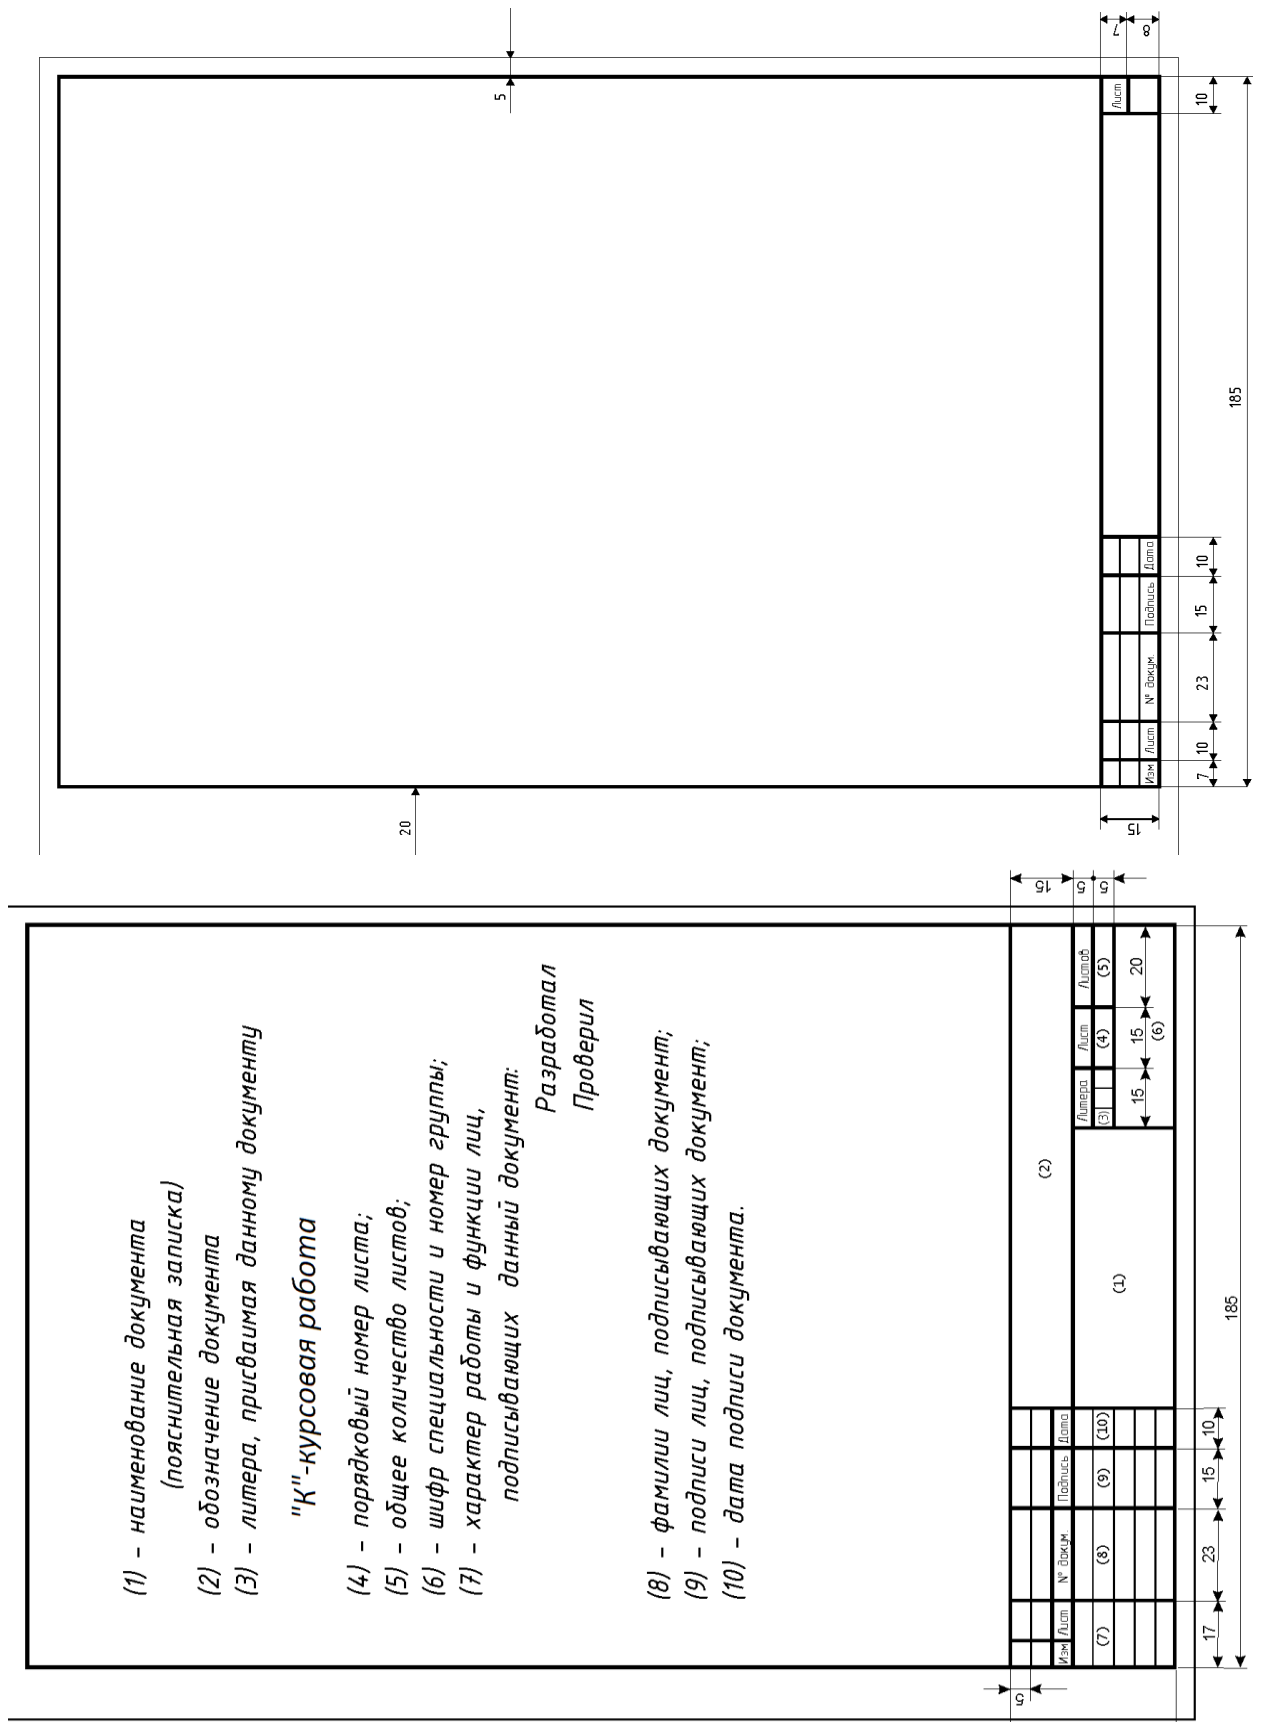 5
20
7
8
Лист
10
185
Изм
Лист
№ докум.
Подпись
Дата
7
10
23
15
10
15
(1) – наименование документа
(пояснительная записка)
(2) – обозначение документа
(3) – литера, присваимая данному документу
"К"-курсовая работа
(4) – порядковый номер листа;
(5) – общее количество листов;
(6) – шифр специальности и номер группы;
(7) – характер работы и функции лиц,
подписывающих данный документ:
Разработал
Проверил
(8) – фамилии лиц, подписывающих документ;
(9) – подписи лиц, подписывающих документ;
(10) – дата подписи документа.
15
5
5
(2)
Изм
Лист
№ докум.
Подпись
Дата
Литера
Лист
Листов
(7)
(8)
(9)
(10)
(3)
(4)
(5)
(1)
15
15
20
(6)
5
17
23
15
10
185